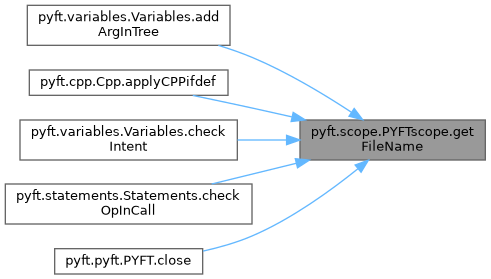 pyft.variables.Variables.add
ArgInTree
pyft.cpp.Cpp.applyCPPifdef
pyft.variables.Variables.check
Intent
pyft.scope.PYFTscope.get
FileName
pyft.statements.Statements.check
OpInCall
pyft.pyft.PYFT.close